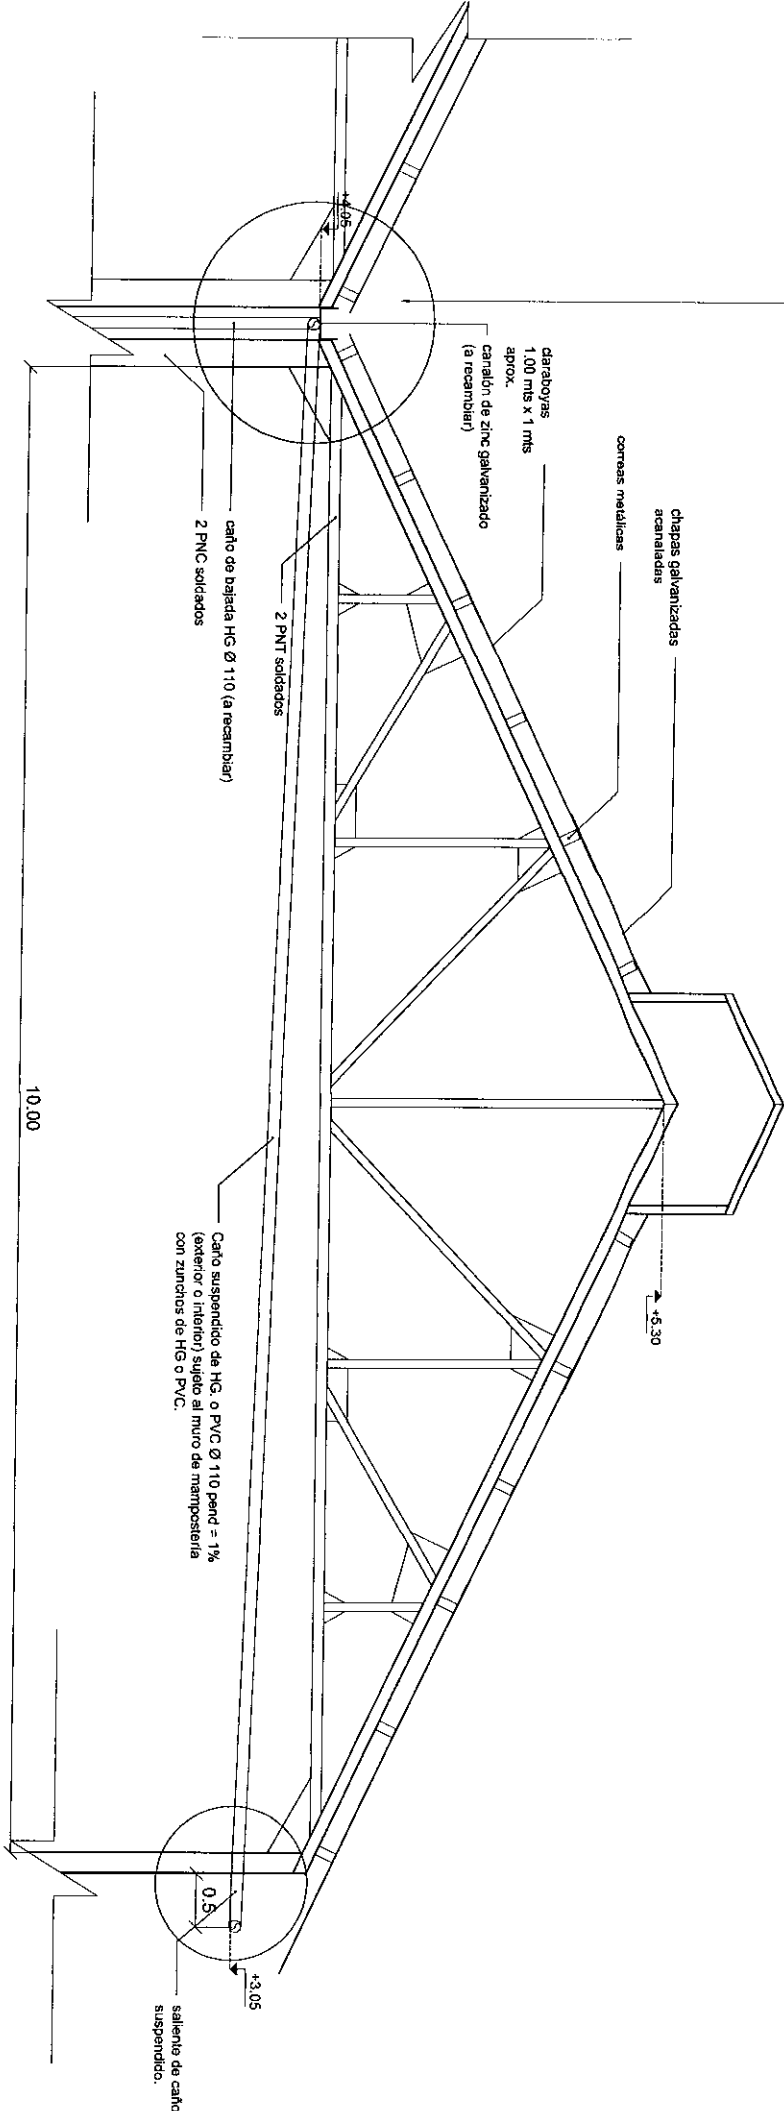 +4.05
claraboyas
1.00 mts x 1 mts
aprox.
canalón de zinc galvanizado
(a recambiar)
correas metálicas
chapas galvanizadas
acanaladas
2 PNT soldados
caño de bajada HG Ø 110 (a recambiar)
2 PNC soldados
10.00
Caño suspendido de HG. o PVC Ø 110 pend = 1%
(exterior o interior) sujeto al muro de mampostería
con zunchos de HG o PVC.
+5.30
0.5
+3.05
saliente de caño
suspendido.